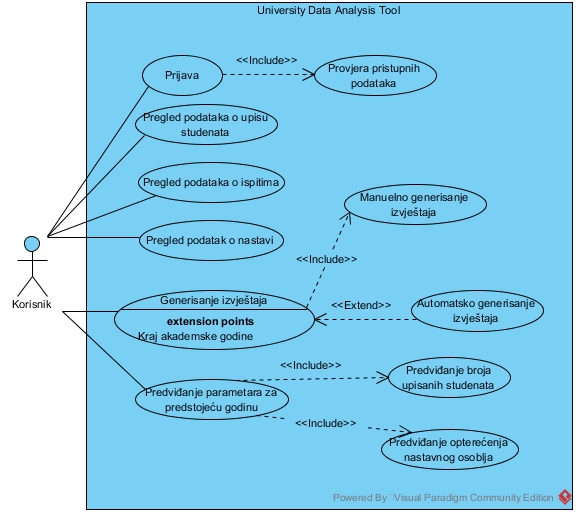 University Data Analysis Tool
Prijava
<<Include>>
Provjera pristupnih
podataka
Pregled podataka o upisu
studenata
Pregled podataka o ispitima
Manuelno generisanje
izvještaja
Pregled podatak o nastavi
<<Include>>
Korisnik
Generisanje izvještaja
extension points
Kraj akademske godine
<<Extend>>
Automatsko generisanje
izvještaja
<<Include>>
Predviđanje broja
upisanih studenata
Predviđanje parametara za
predstojeću godinu
<<Include>>
Predviđanje opterećenja
nastavnog osoblja
Powered By Visual Paradigm Community Edition